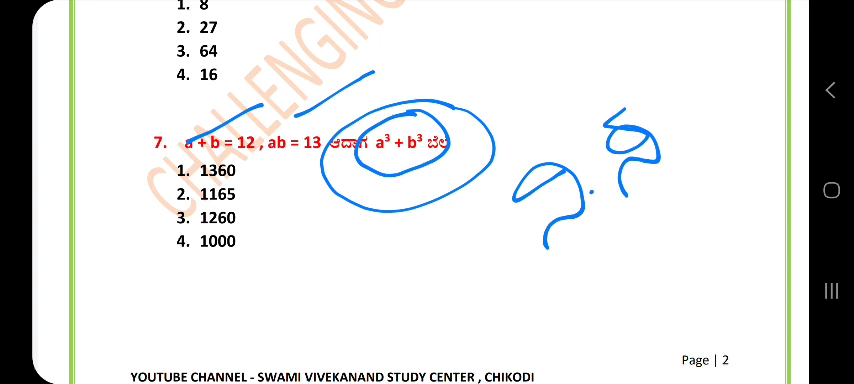 1. 8
2. 27
3. 64
4. 16
CHALLENGING
7. a + b = 12 , ab = 13 ಆದಾಗ a³ + b³ ಬೆಲೆ
1. 1360
2. 1165
3. 1260
4. 1000
Page | 2
YOUTUBE CHANNEL - SWAMI VIVEKANAND STUDY CENTER , CHIKODI